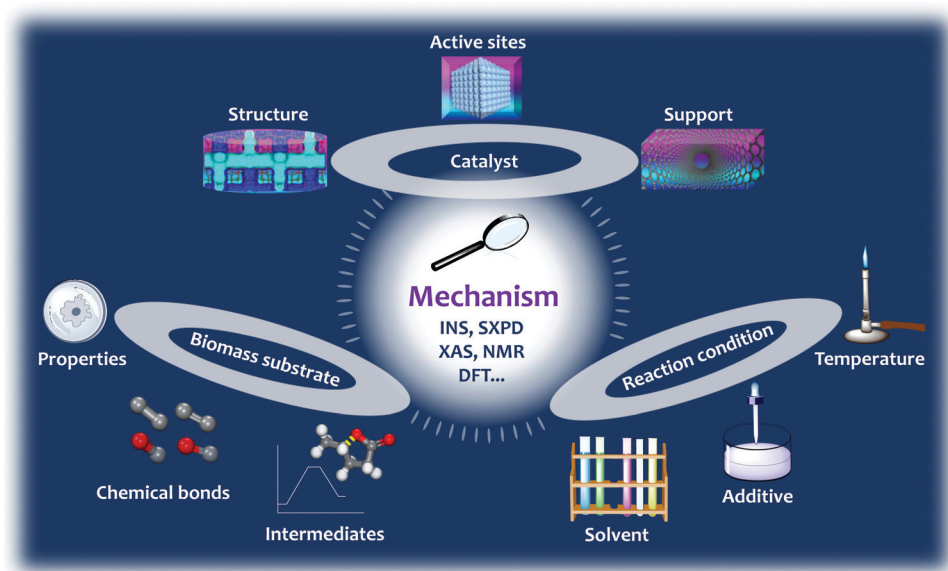 Active sites
Structure
Support
Catalyst
Mechanism
INS, SXPD
XAS, NMR
DFT...
Properties
Biomass substrate
Reaction condition
Temperature
Chemical bonds
Intermediates
Solvent
Additive